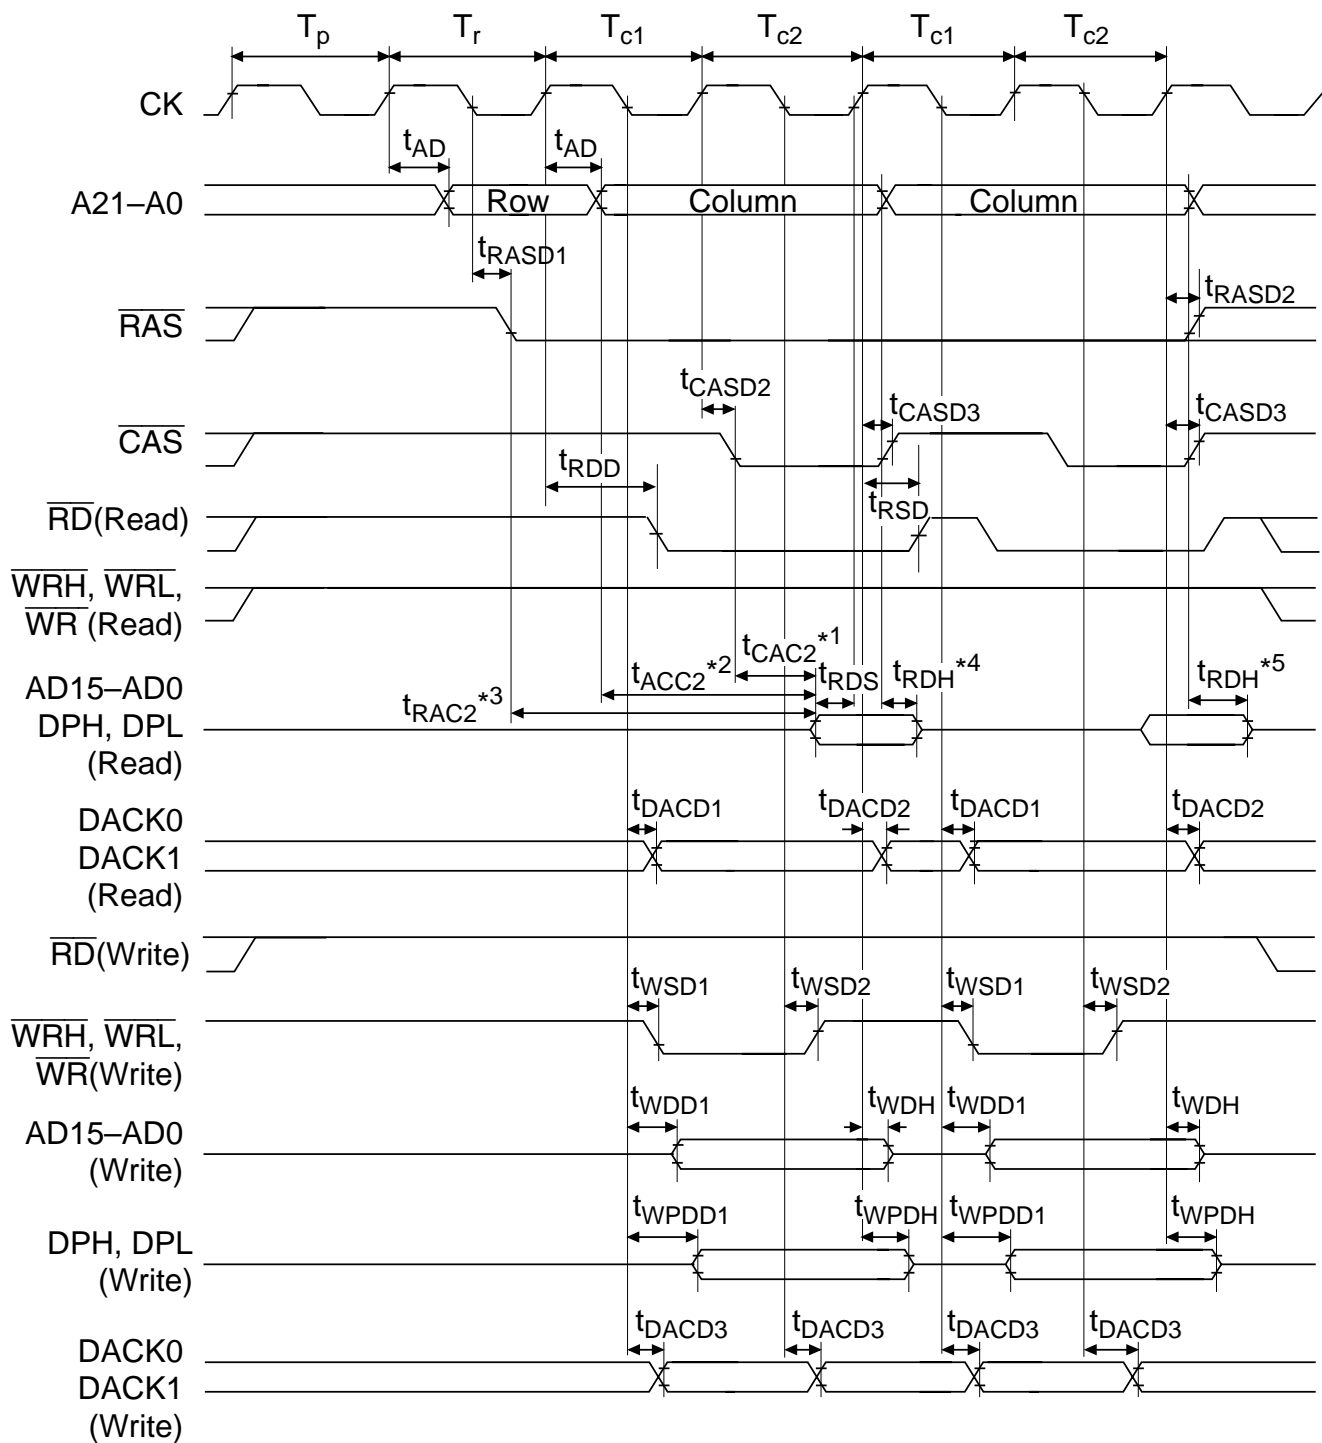 Tp Tr Tc1 Tc2 Tc1 Tc2
CK
tAD tAD
A21–A0 Row Column Column
tRASD1
tRASD2
RAS
tCASD2
tCASD3 tCASD3
CAS
tRDD
tRSD
RD(Read)
WRH, WRL,
WR (Read)
tCAC2*1
tACC2*2 tRDS tRDH*4 tRDH*5
tRAC2*3
AD15–AD0
DPH, DPL
(Read)
tDACD1 tDACD2 tDACD1 tDACD2
DACK0
DACK1
(Read)
RD(Write)
tWSD1 tWSD2 tWSD1 tWSD2
WRH, WRL,
WR(Write)
tWDD1 tWDH tWDD1 tWDH
AD15–AD0
(Write)
tWPDD1 tWPDH tWPDD1 tWPDH
DPH, DPL
(Write)
tDACD3 tDACD3 tDACD3 tDACD3
DACK0
DACK1
(Write)